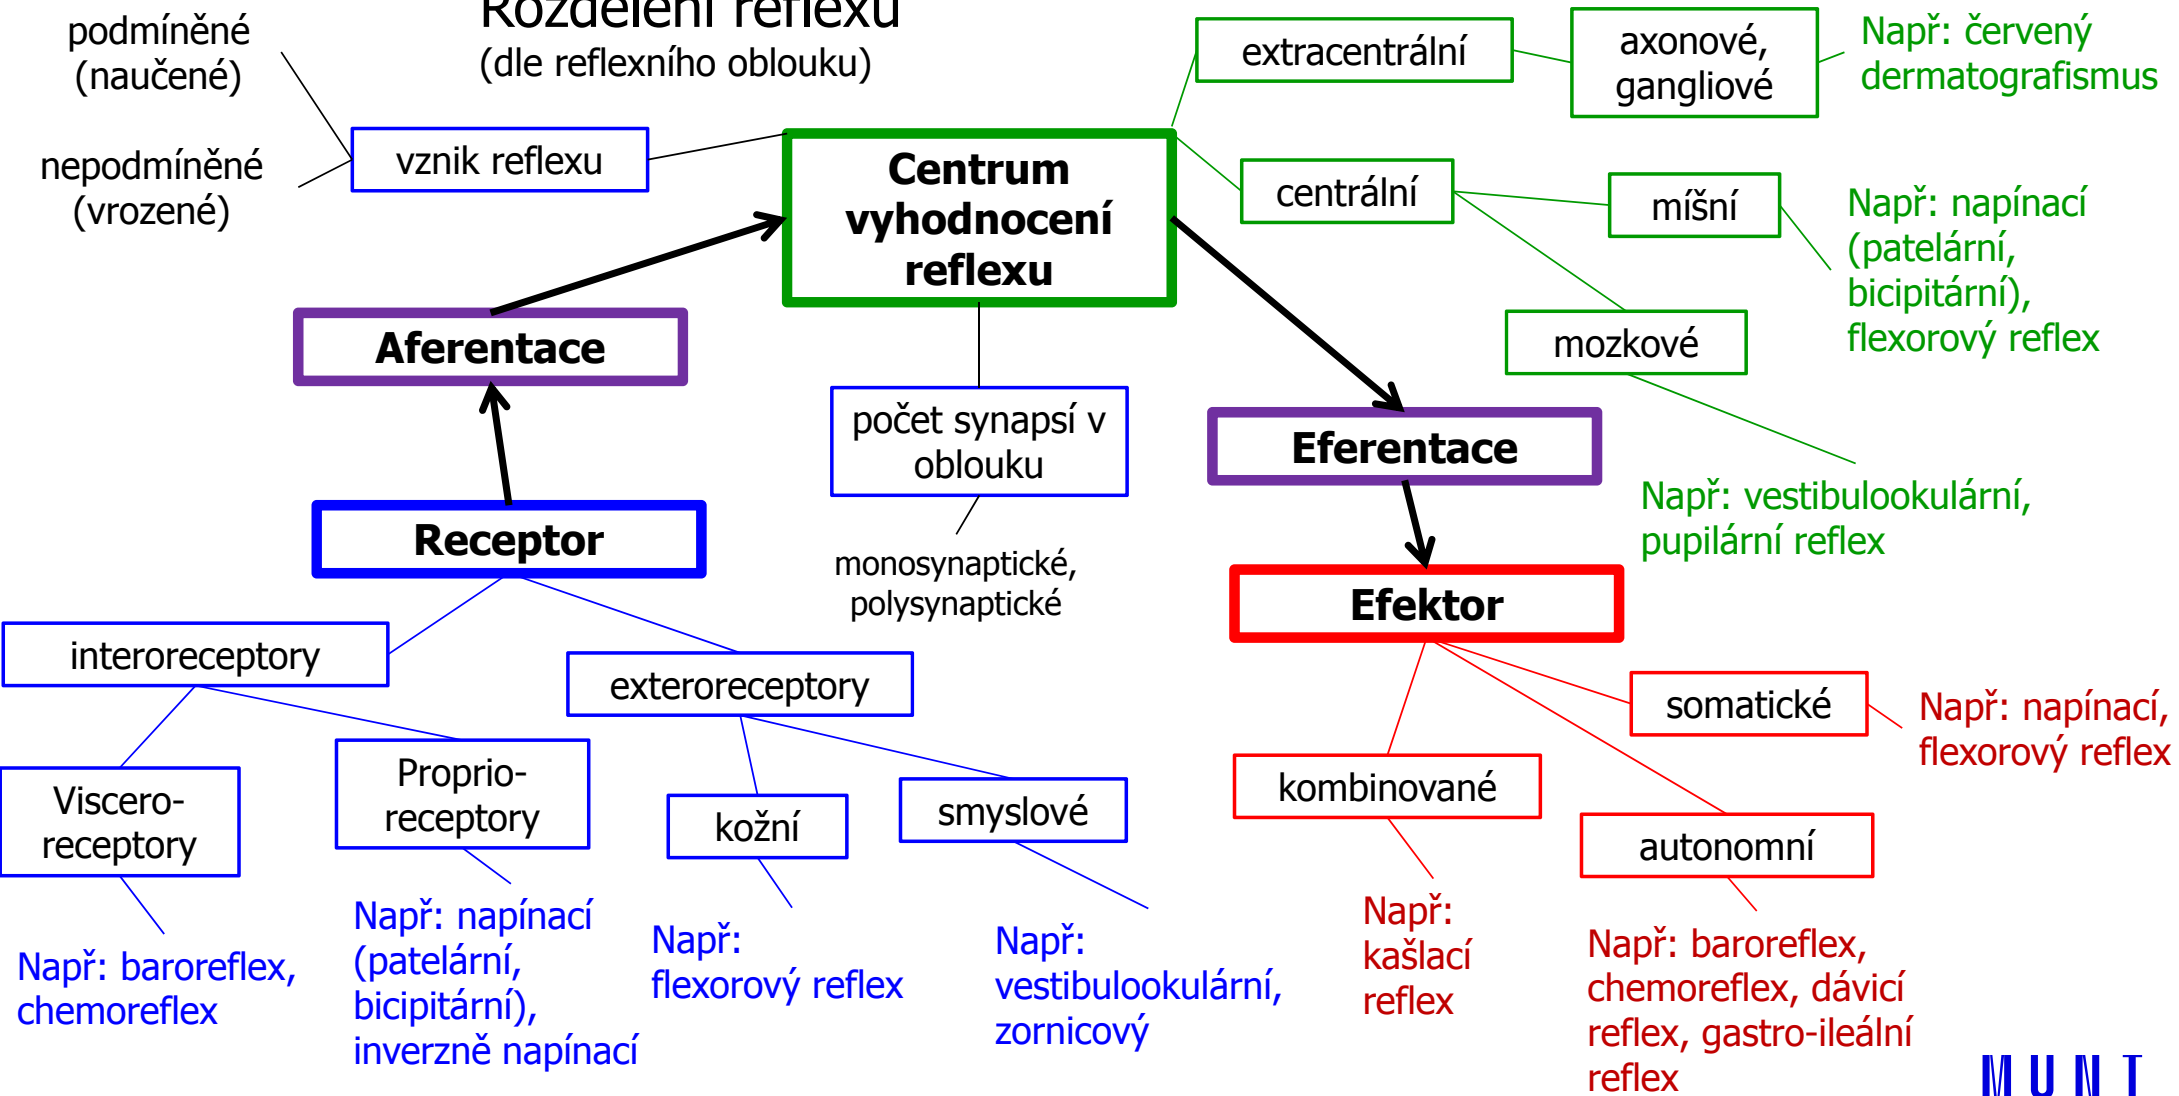 Rozdělení reflexů
(dle reflexního oblouku)
podmíněné
(naučené)
nepodmíněné
(vrozené)
vznik reflexu
Centrum
vyhodnocení
reflexu
extracentrální
axonové,
gangliové
Např: červený
dermatografismus
centrální
míšní
Např: napínací
(patelární,
bicipitární),
flexorový reflex
mozkové
Např: vestibulookulární,
pupilární reflex
Aferentace
počet synapsí v
oblouku
monosynaptické,
polysynaptické
Eferentace
Receptor
Efektor
interoreceptory
exteroreceptory
Viscero-
receptory
Proprio-
receptory
kožní
smyslové
Např: baroreflex,
chemoreflex
Např: napínací
(patelární,
bicipitární),
inverzně napínací
Např:
flexorový reflex
Např:
vestibulookulární,
zornicový
somatické
Např: napínací,
flexorový reflex
kombinované
autonomní
Např:
kašlací
reflex
Např: baroreflex,
chemoreflex, dávicí
reflex, gastro-ileální
reflex